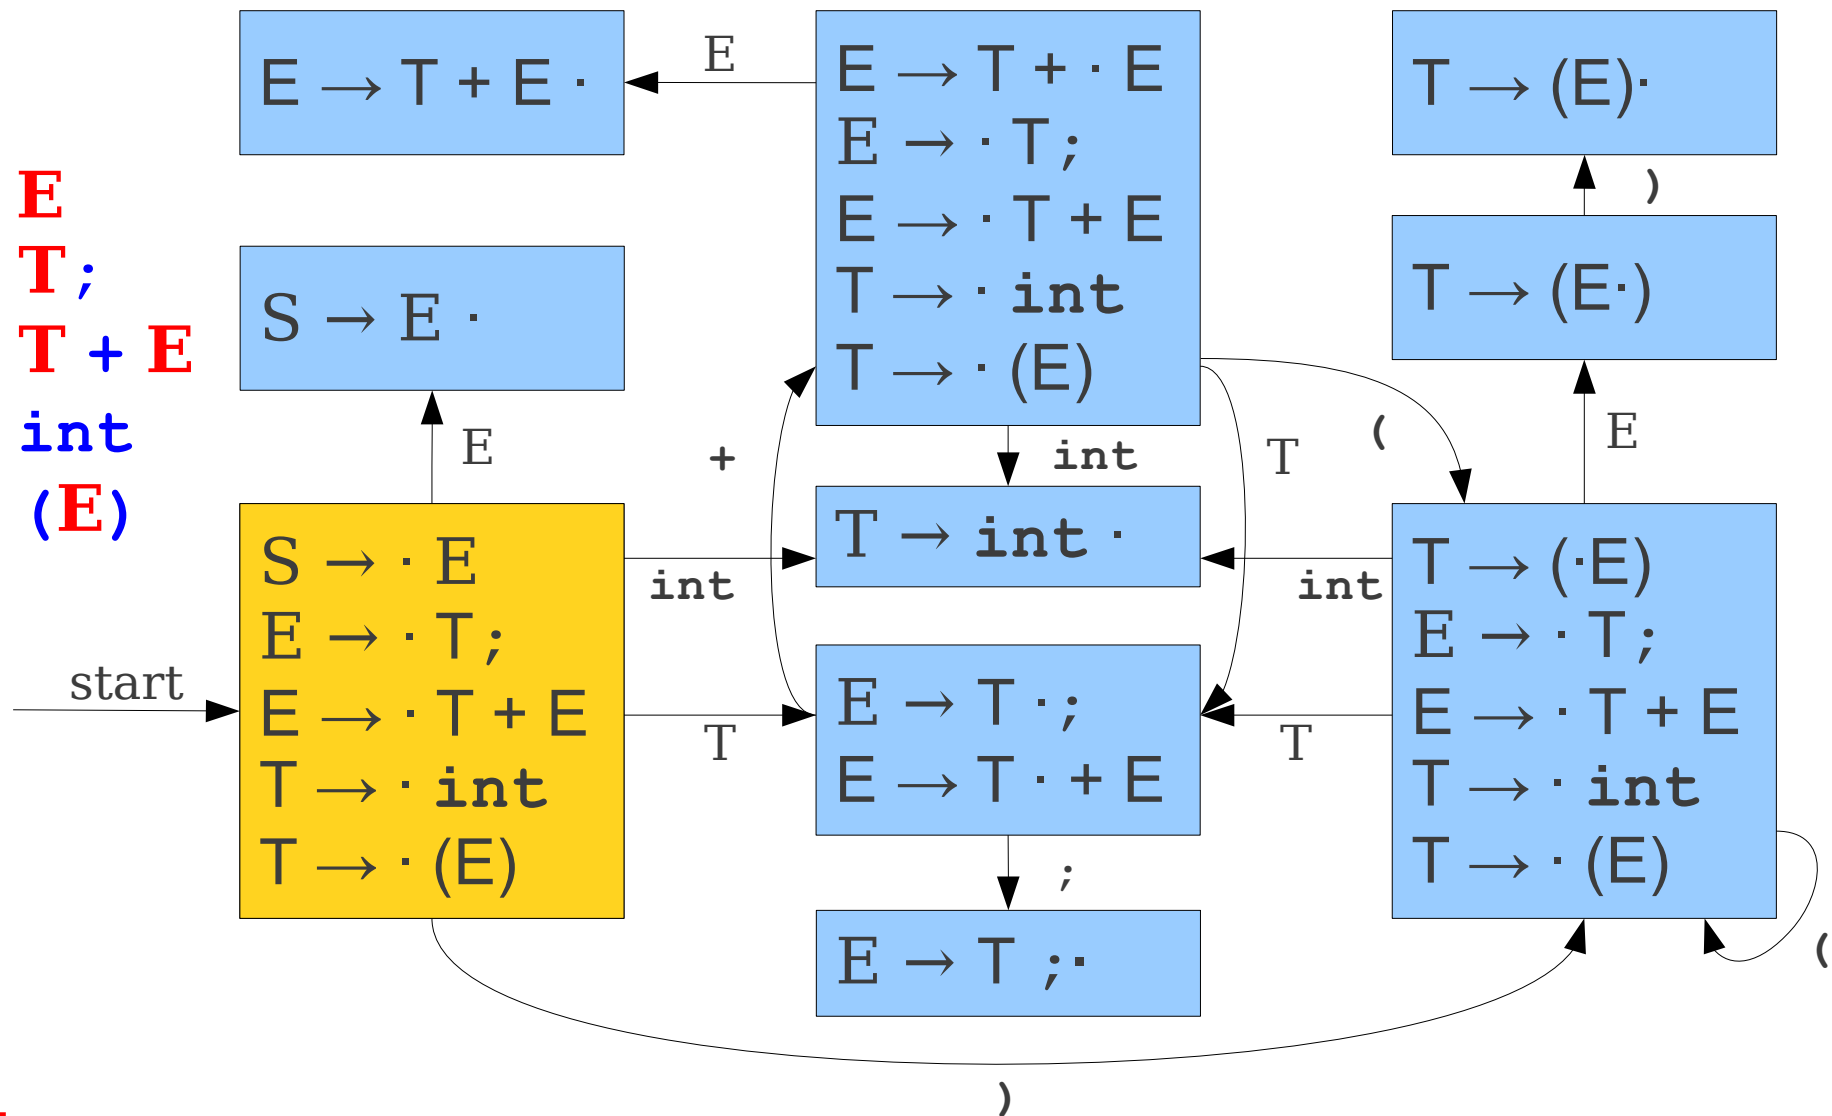 E
T ;
T + E
int
(E)
start
E → T + E ·
E
S → E ·
E
S → · E
E → · T ;
E → · T + E
T → · int
T → · (E)
int
T
+
E → T + · E
E → · T ;
E → · T + E
T → · int
T → · (E)
int
T
(
T → int ·
E → T · ;
E → T · + E
;
E → T ; ·
)
T → (E) ·
)
T → (E · )
E
int
T
T → ( · E)
E → · T ;
E → · T + E
T → · int
T → · (E)
(